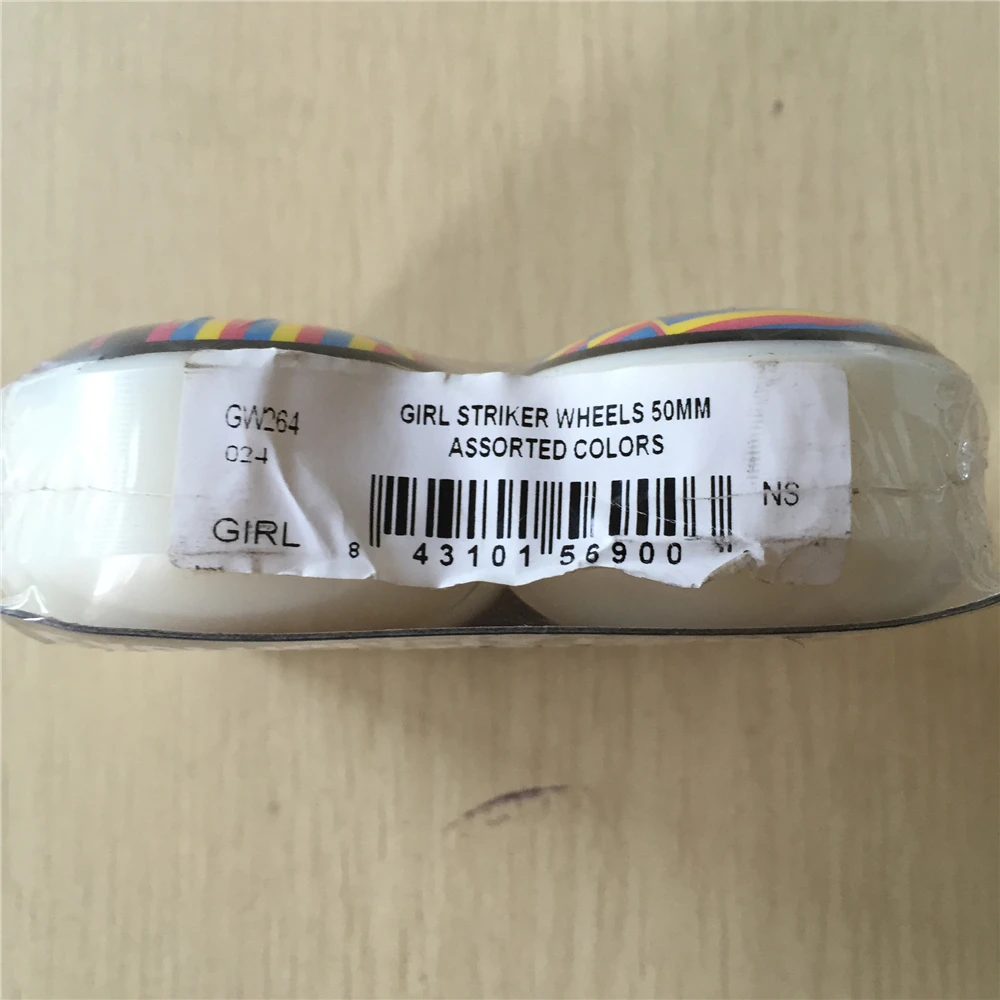 GW264
024
GIRL STRIKER WHEELS 50MM
ASSORTED COLORS
NS
GIRL
8 43101 56900